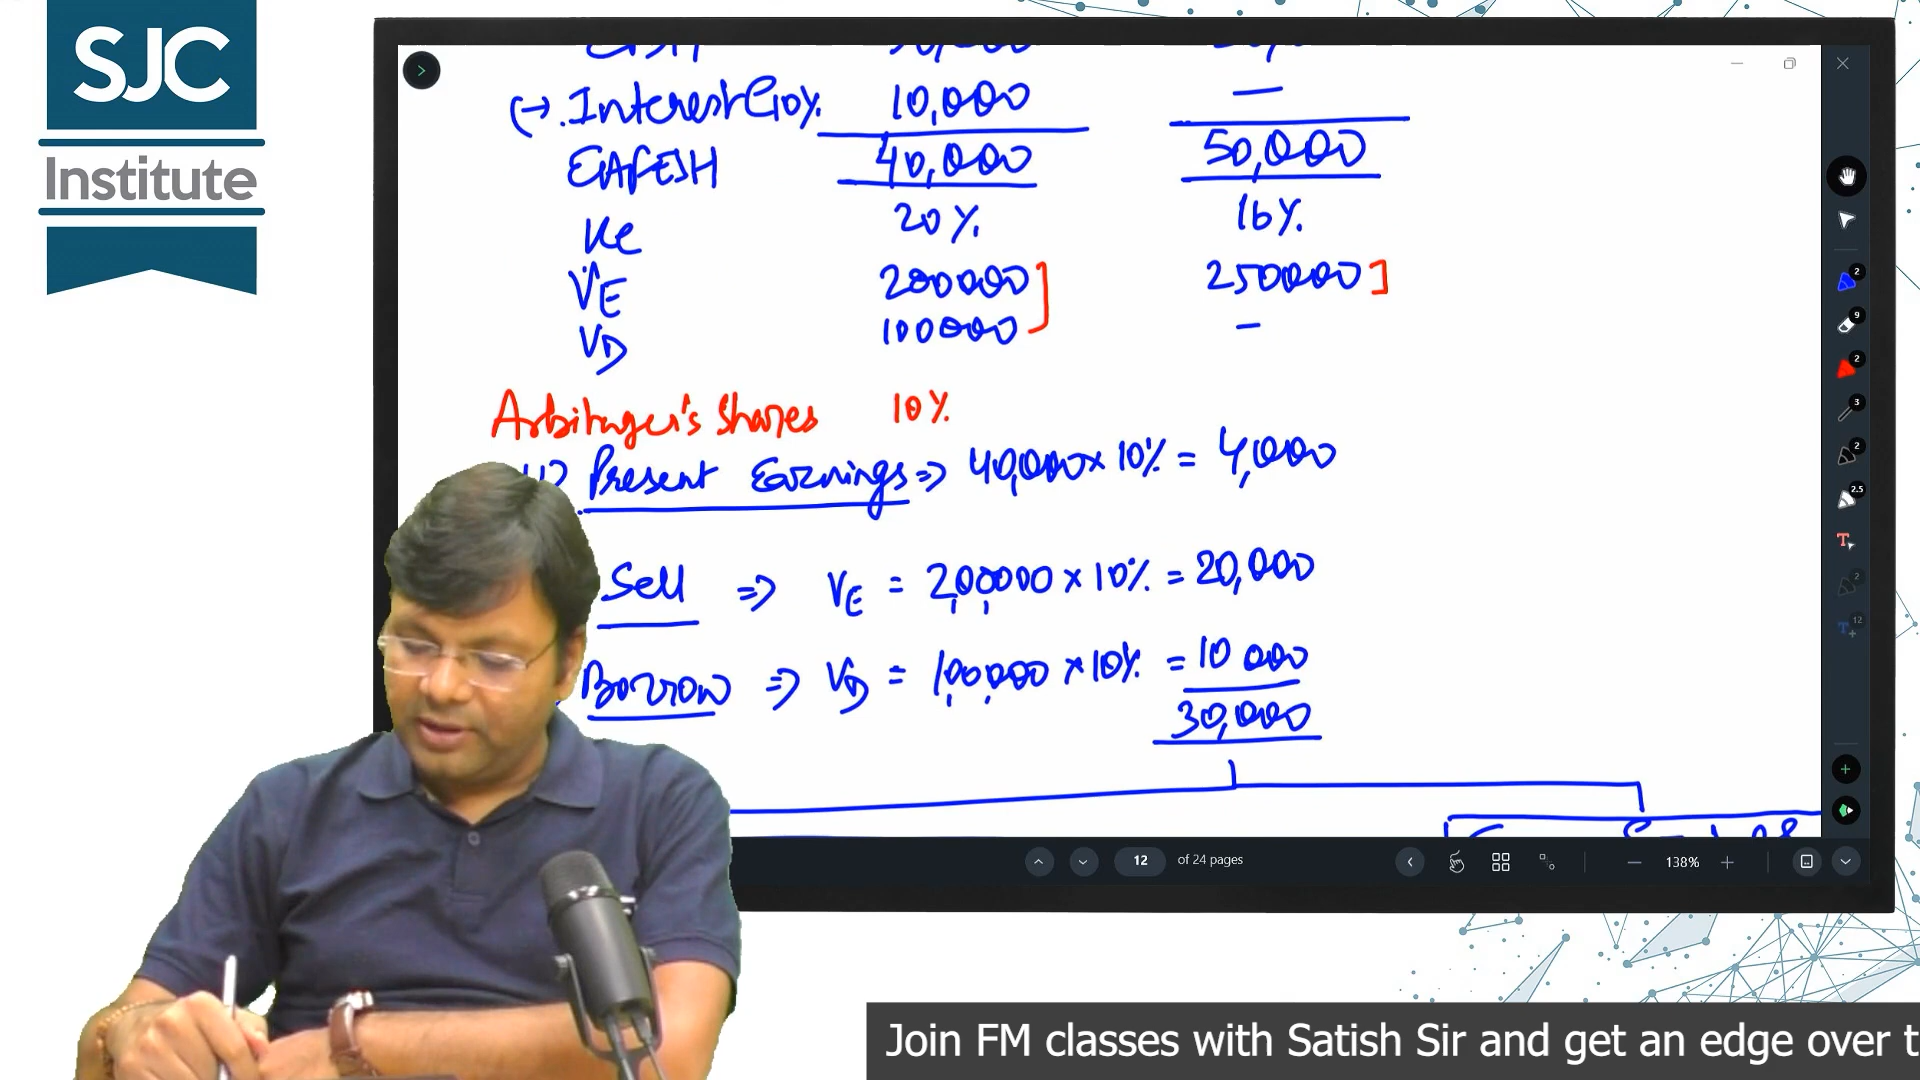 SJC
Institute
(→) Interest @10%. 10,000 —
EAFESH 40,000 50,000
Ke 20% 16%
VE 200000 250000
VD 100000 —
Arbitrager's shares 10%
Present Earnings ⇒ 40,000 × 10% = 4,000
Sell ⇒ VE = 2,00,000 × 10% = 20,000
Borrow ⇒ VD = 1,00,000 × 10% = 10 000
30,000
12 of 24 pages 138%
Join FM classes with Satish Sir and get an edge over t